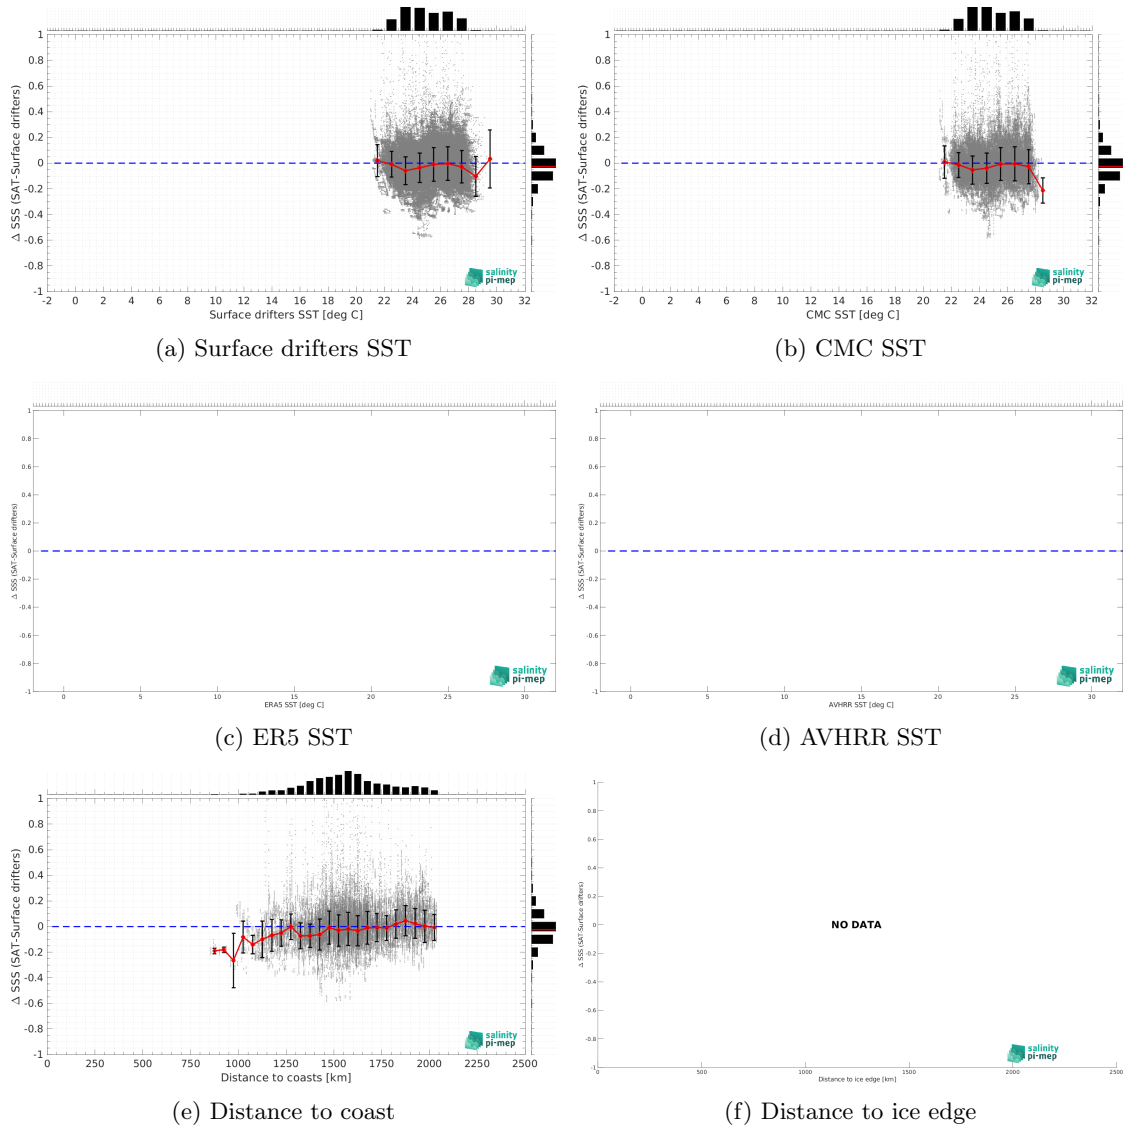 1
0.8
0.6
0.4
0.2
0
-0.2
-0.4
-0.6
-0.8
-1
Δ SSS (SAT-Surface drifters)
-2 0 2 4 6 8 10 12 14 16 18 20 22 24 26 28 30 32
Surface drifters SST [deg C]
salinity
pi-mep
(a) Surface drifters SST
1
0.8
0.6
0.4
0.2
0
-0.2
-0.4
-0.6
-0.8
-1
Δ SSS (SAT-Surface drifters)
-2 0 2 4 6 8 10 12 14 16 18 20 22 24 26 28 30 32
CMC SST [deg C]
salinity
pi-mep
(b) CMC SST
1
0.8
0.6
0.4
0.2
0
-0.2
-0.4
-0.6
-0.8
-1
Δ SSS (SAT-Surface drifters)
0 5 10 15 20 25 30
ERA5 SST [deg C]
salinity
pi-mep
(c) ER5 SST
1
0.8
0.6
0.4
0.2
0
-0.2
-0.4
-0.6
-0.8
-1
Δ SSS (SAT-Surface drifters)
0 5 10 15 20 25 30
AVHRR SST [deg C]
salinity
pi-mep
(d) AVHRR SST
1
0.8
0.6
0.4
0.2
0
-0.2
-0.4
-0.6
-0.8
-1
Δ SSS (SAT-Surface drifters)
0 250 500 750 1000 1250 1500 1750 2000 2250 2500
Distance to coasts [km]
salinity
pi-mep
(e) Distance to coast
1
0.8
0.6
0.4
0.2
0
-0.2
-0.4
-0.6
-0.8
-1
Δ SSS (SAT-Surface drifters)
NO DATA
0 500 1000 1500 2000 2500
Distance to ice edge [km]
salinity
pi-mep
(f) Distance to ice edge